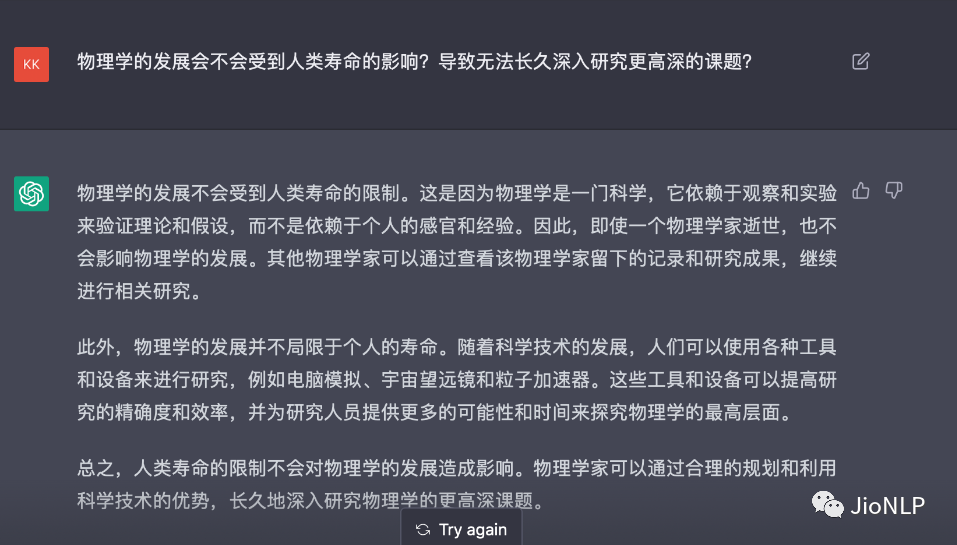 KK
物理学的发展会不会受到人类寿命的影响？导致无法长久深入研究更高深的课题？
物理学的发展不会受到人类寿命的限制。这是因为物理学是一门科学，它依赖于观察和实验
来验证理论和假设，而不是依赖于个人的感官和经验。因此，即使一个物理学家逝世，也不
会影响物理学的发展。其他物理学家可以通过查看该物理学家留下的记录和研究成果，继续
进行相关研究。
此外，物理学的发展并不局限于个人的寿命。随着科学技术的发展，人们可以使用各种工具
和设备来进行研究，例如电脑模拟、宇宙望远镜和粒子加速器。这些工具和设备可以提高研
究的精确度和效率，并为研究人员提供更多的可能性和时间来探究物理学的最高层面。
总之，人类寿命的限制不会对物理学的发展造成影响。物理学家可以通过合理的规划和利用
科学技术的优势，长久地深入研究物理学的更高深课题。
JioNLP
Try again